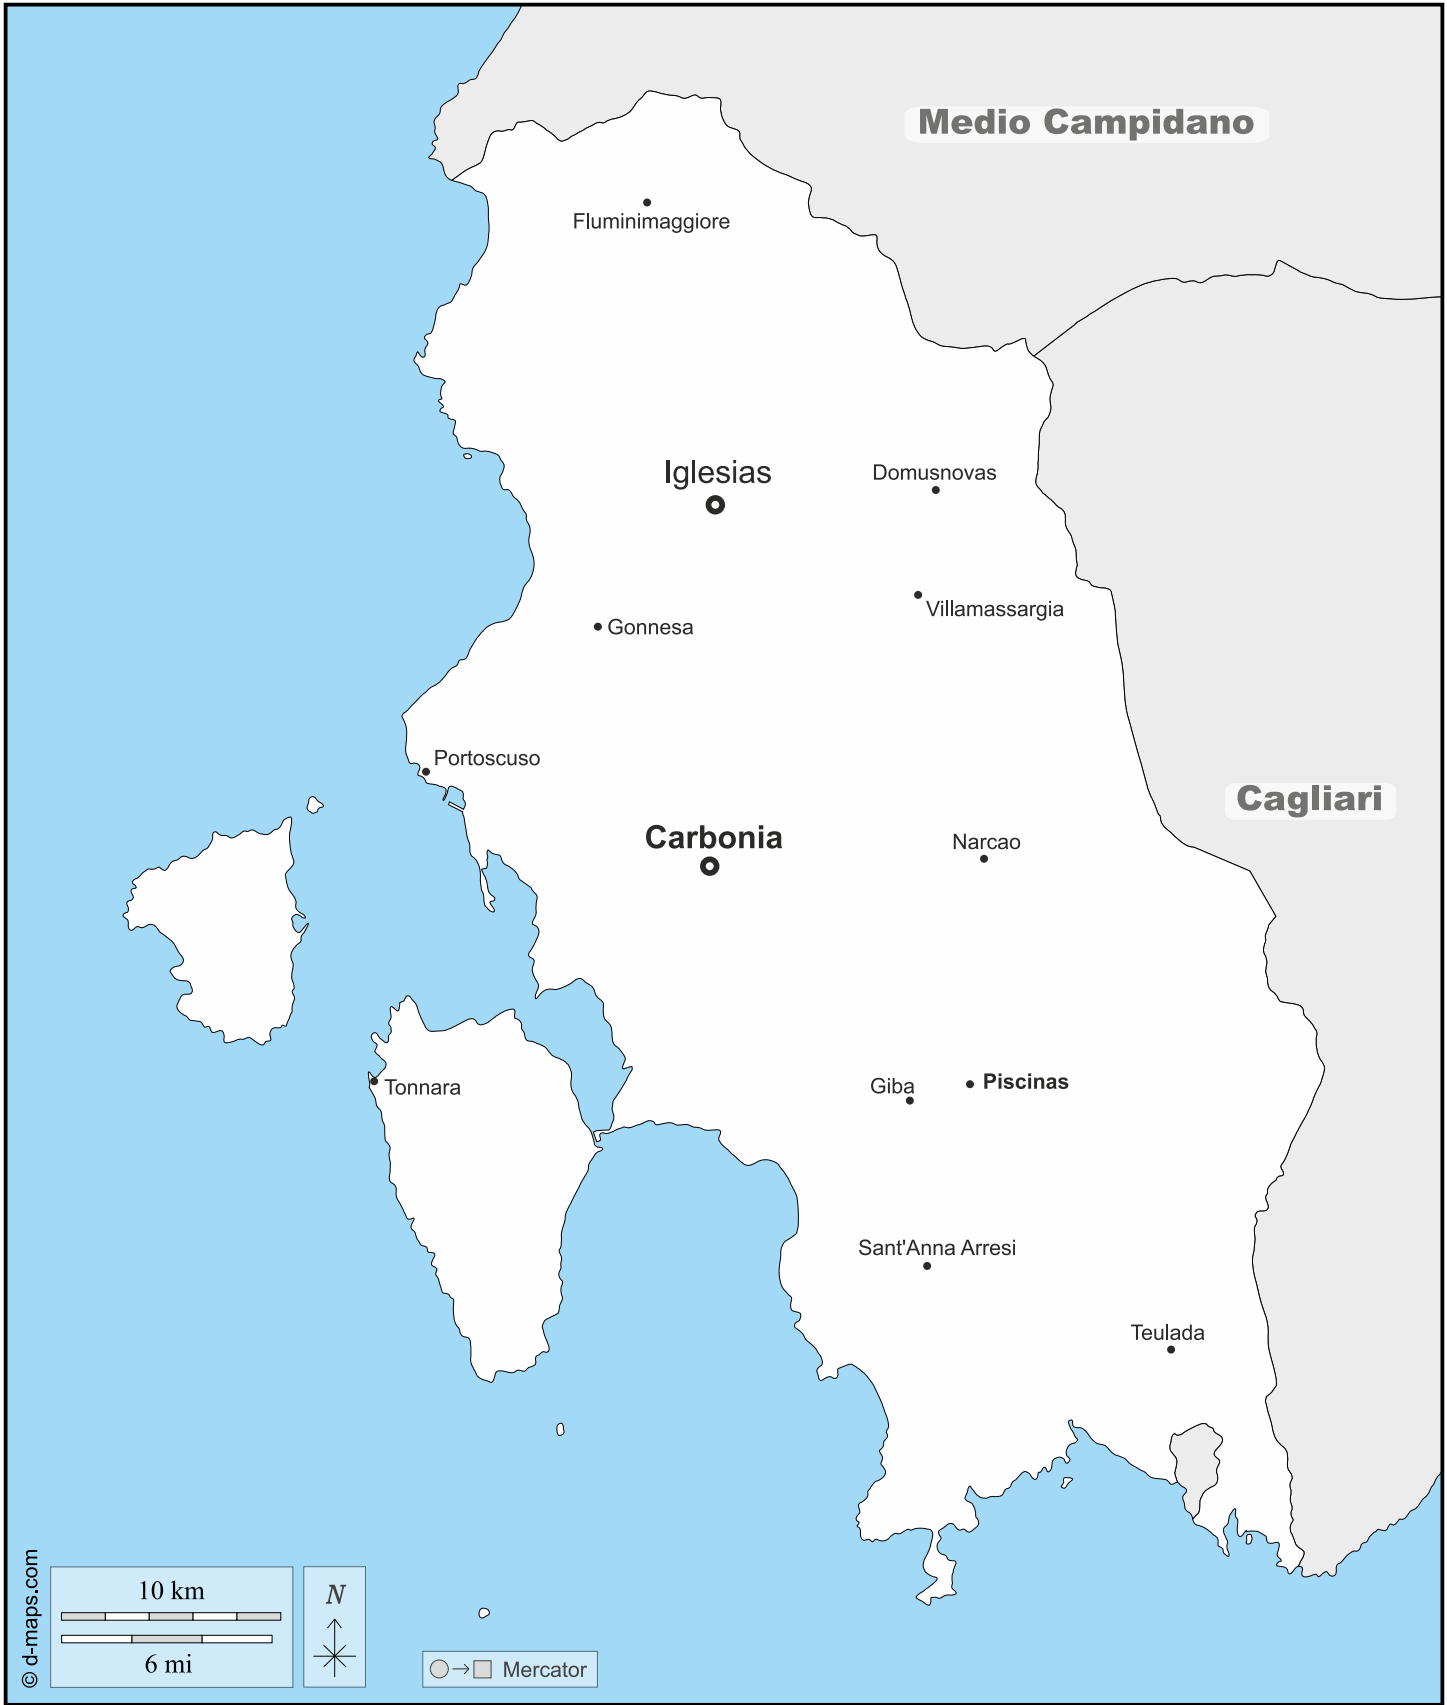 Medio Campidano
Fluminimaggiore
Iglesias
Domusnovas
Villamassargia
Gonnesa
Portoscuso
Cagliari
Carbonia
Narcao
Tonnara
Giba
Piscinas
Sant'Anna Arresi
Teulada
© d-maps.com
10 km
6 mi
N
Mercator